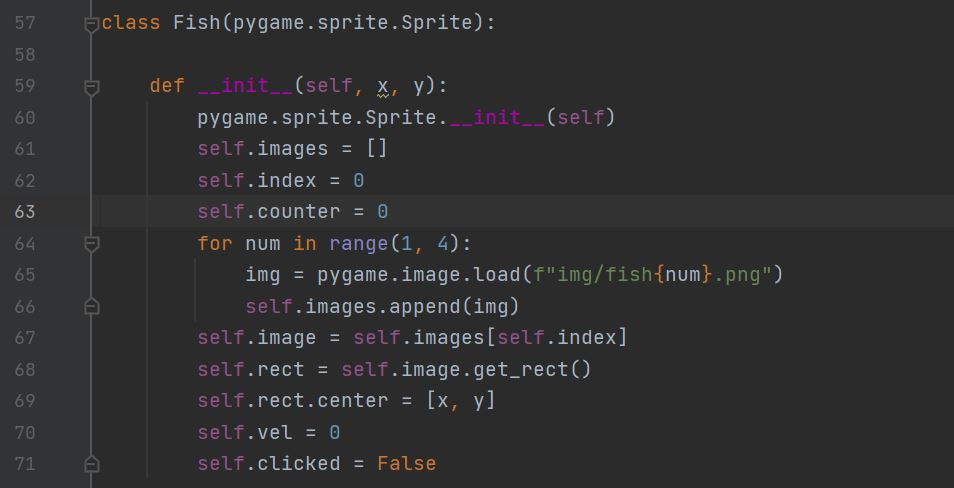 57 class Fish(pygame.sprite.Sprite):
58
59     def __init__(self, x, y):
60         pygame.sprite.Sprite.__init__(self)
61         self.images = []
62         self.index = 0
63         self.counter = 0
64         for num in range(1, 4):
65             img = pygame.image.load(f"img/fish{num}.png")
66             self.images.append(img)
67         self.image = self.images[self.index]
68         self.rect = self.image.get_rect()
69         self.rect.center = [x, y]
70         self.vel = 0
71         self.clicked = False